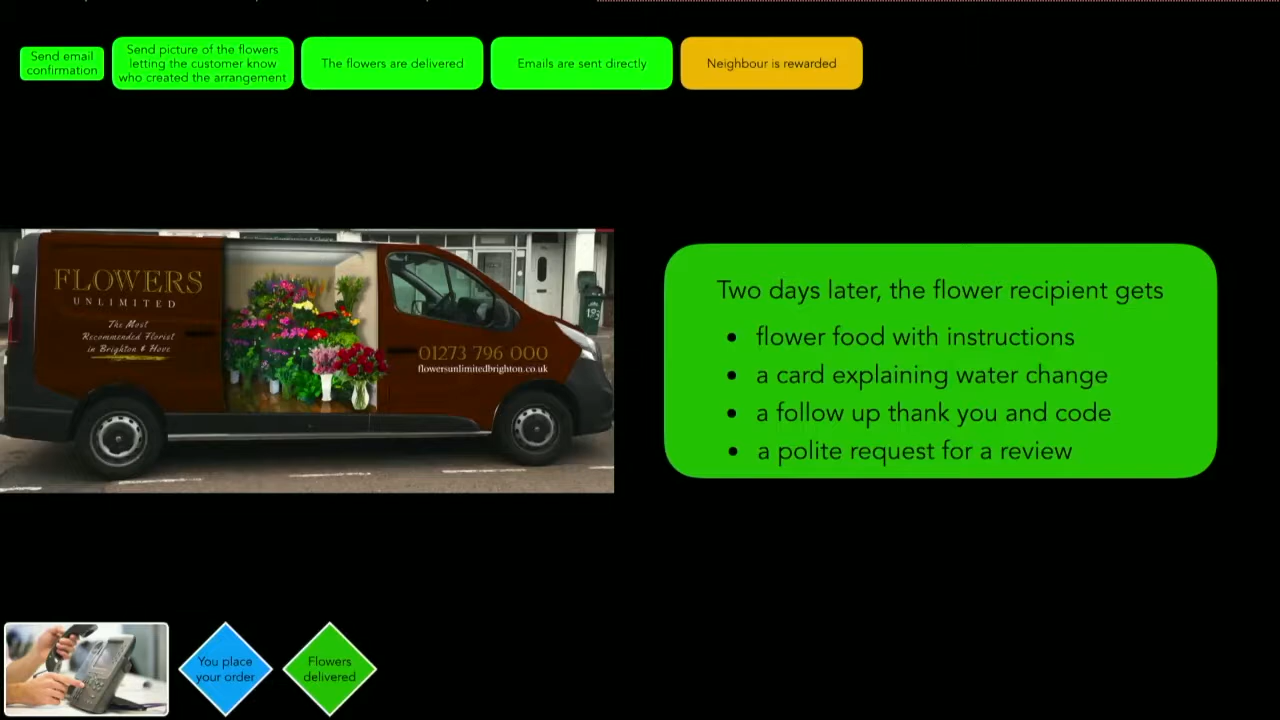 Send email
confirmation
Send picture of the flowers
letting the customer know
who created the arrangement
The flowers are delivered
Emails are sent directly
Neighbour is rewarded
FLOWERS
UNLIMITED
The Most
Recommended Florist
in Brighton & Hove
01273 796 000
flowersunlimitedbrighton.co.uk
Two days later, the flower recipient gets
• flower food with instructions
• a card explaining water change
• a follow up thank you and code
• a polite request for a review
You place
your order
Flowers
delivered